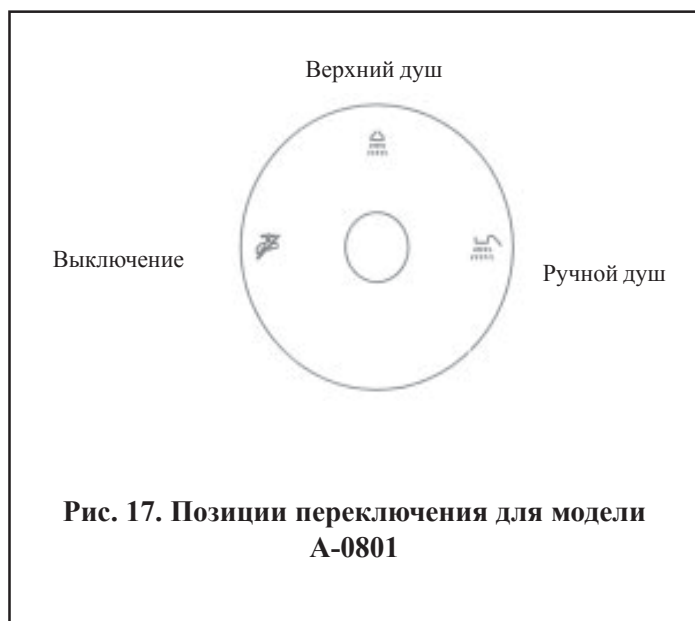 Верхний душ
Выключение
Ручной душ
Рис. 17. Позиции переключения для модели
А-0801